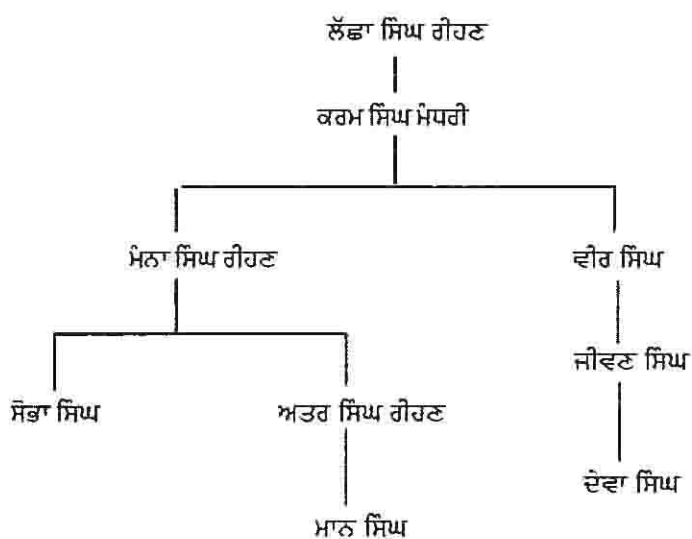 ਲੱਛਾ ਸਿੰਘ ਰੀਹਣ
ਕਰਮ ਸਿੰਘ ਮੰਧਰੀ
ਮੰਨਾ ਸਿੰਘ ਰੀਹਣ
ਵੀਰ ਸਿੰਘ
ਜੀਵਣ ਸਿੰਘ
ਸੋਭਾ ਸਿੰਘ
ਅਤਰ ਸਿੰਘ ਰੀਹਣ
ਦੇਵਾ ਸਿੰਘ
ਮਾਨ ਸਿੰਘ